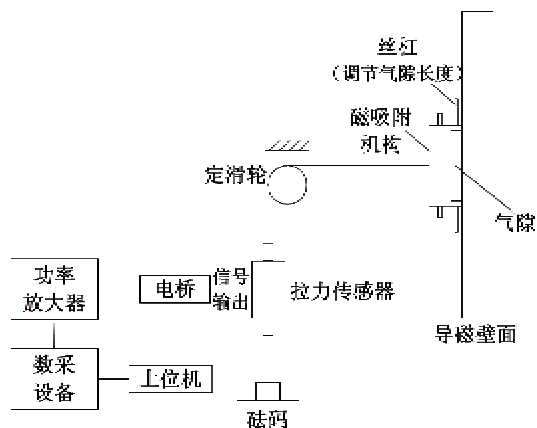 丝杠
（调节气隙长度）
磁吸附
机构
定滑轮
气隙
功率
放大器
电桥
信号
输出
拉力传感器
导磁壁面
数采
设备
上位机
砝码